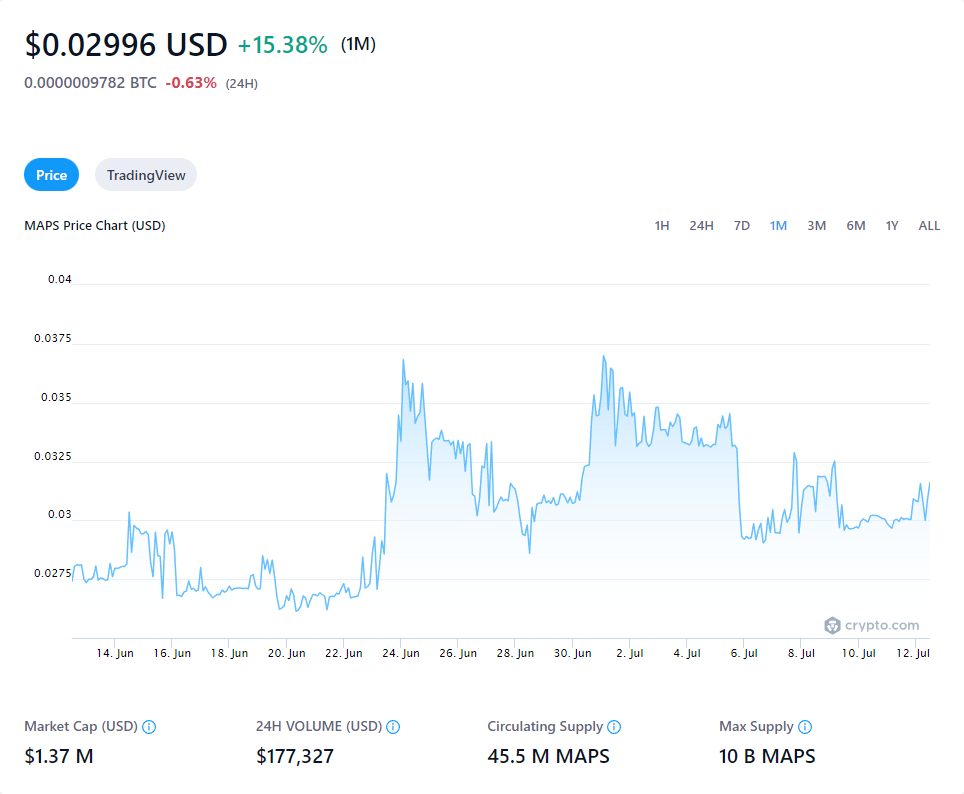 $0.02996 USD +15.38% (1M)
0.0000009782 BTC -0.63% (24H)
Price TradingView
MAPS Price Chart (USD) 1H 24H 7D 1M 3M 6M 1Y ALL
0.04
0.0375
0.035
0.0325
0.03
0.0275
crypto.com
14. Jun 16. Jun 18. Jun 20. Jun 22. Jun 24. Jun 26. Jun 28. Jun 30. Jun 2. Jul 4. Jul 6. Jul 8. Jul 10. Jul 12. Jul
Market Cap (USD) 24H VOLUME (USD) Circulating Supply Max Supply
$1.37 M $177,327 45.5 M MAPS 10 B MAPS